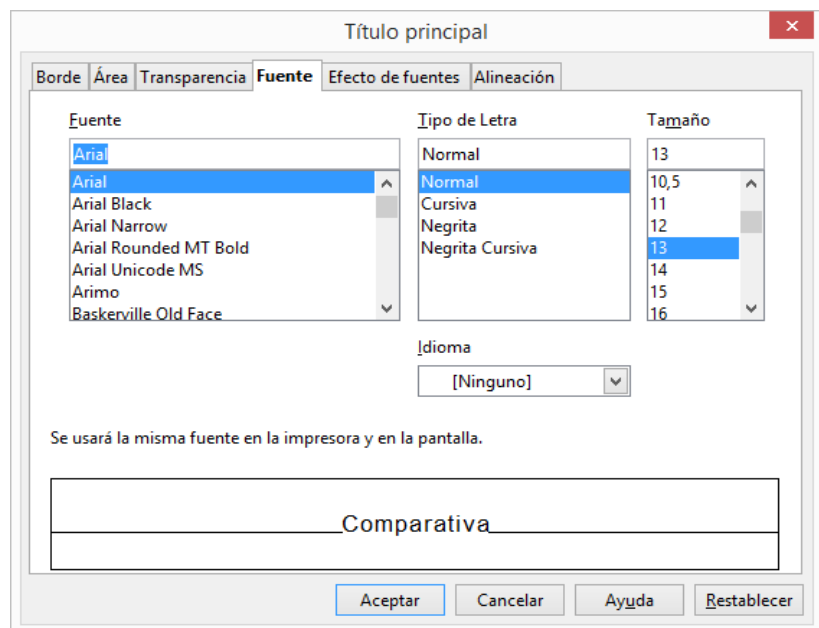 Título principal
Borde Área Transparencia Fuente Efecto de fuentes Alineación
Fuente Tipo de Letra Tamaño
Arial Normal 13
Arial Normal 10,5
Arial Black Cursiva 11
Arial Narrow Negrita 12
Arial Rounded MT Bold Negrita Cursiva 13
Arial Unicode MS 14
Arimo 15
Baskerville Old Face 16
Idioma
[Ninguno]
Se usará la misma fuente en la impresora y en la pantalla.
Comparativa
Aceptar Cancelar Ayuda Restablecer